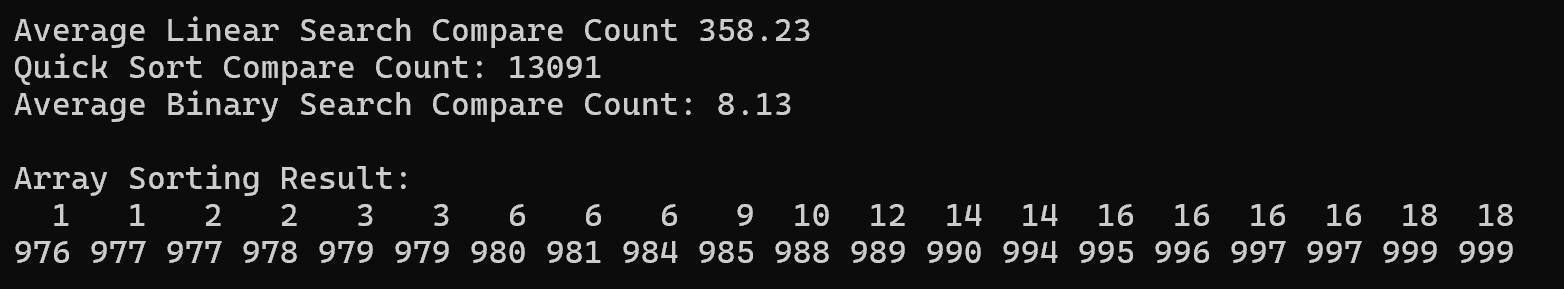 Average Linear Search Compare Count 358.23
Quick Sort Compare Count: 13091
Average Binary Search Compare Count: 8.13

Array Sorting Result:
  1   1   2   2   3   3   6   6   6   9  10  12  14  14  16  16  16  16  18  18
976 977 977 978 979 979 980 981 984 985 988 989 990 994 995 996 997 997 999 999